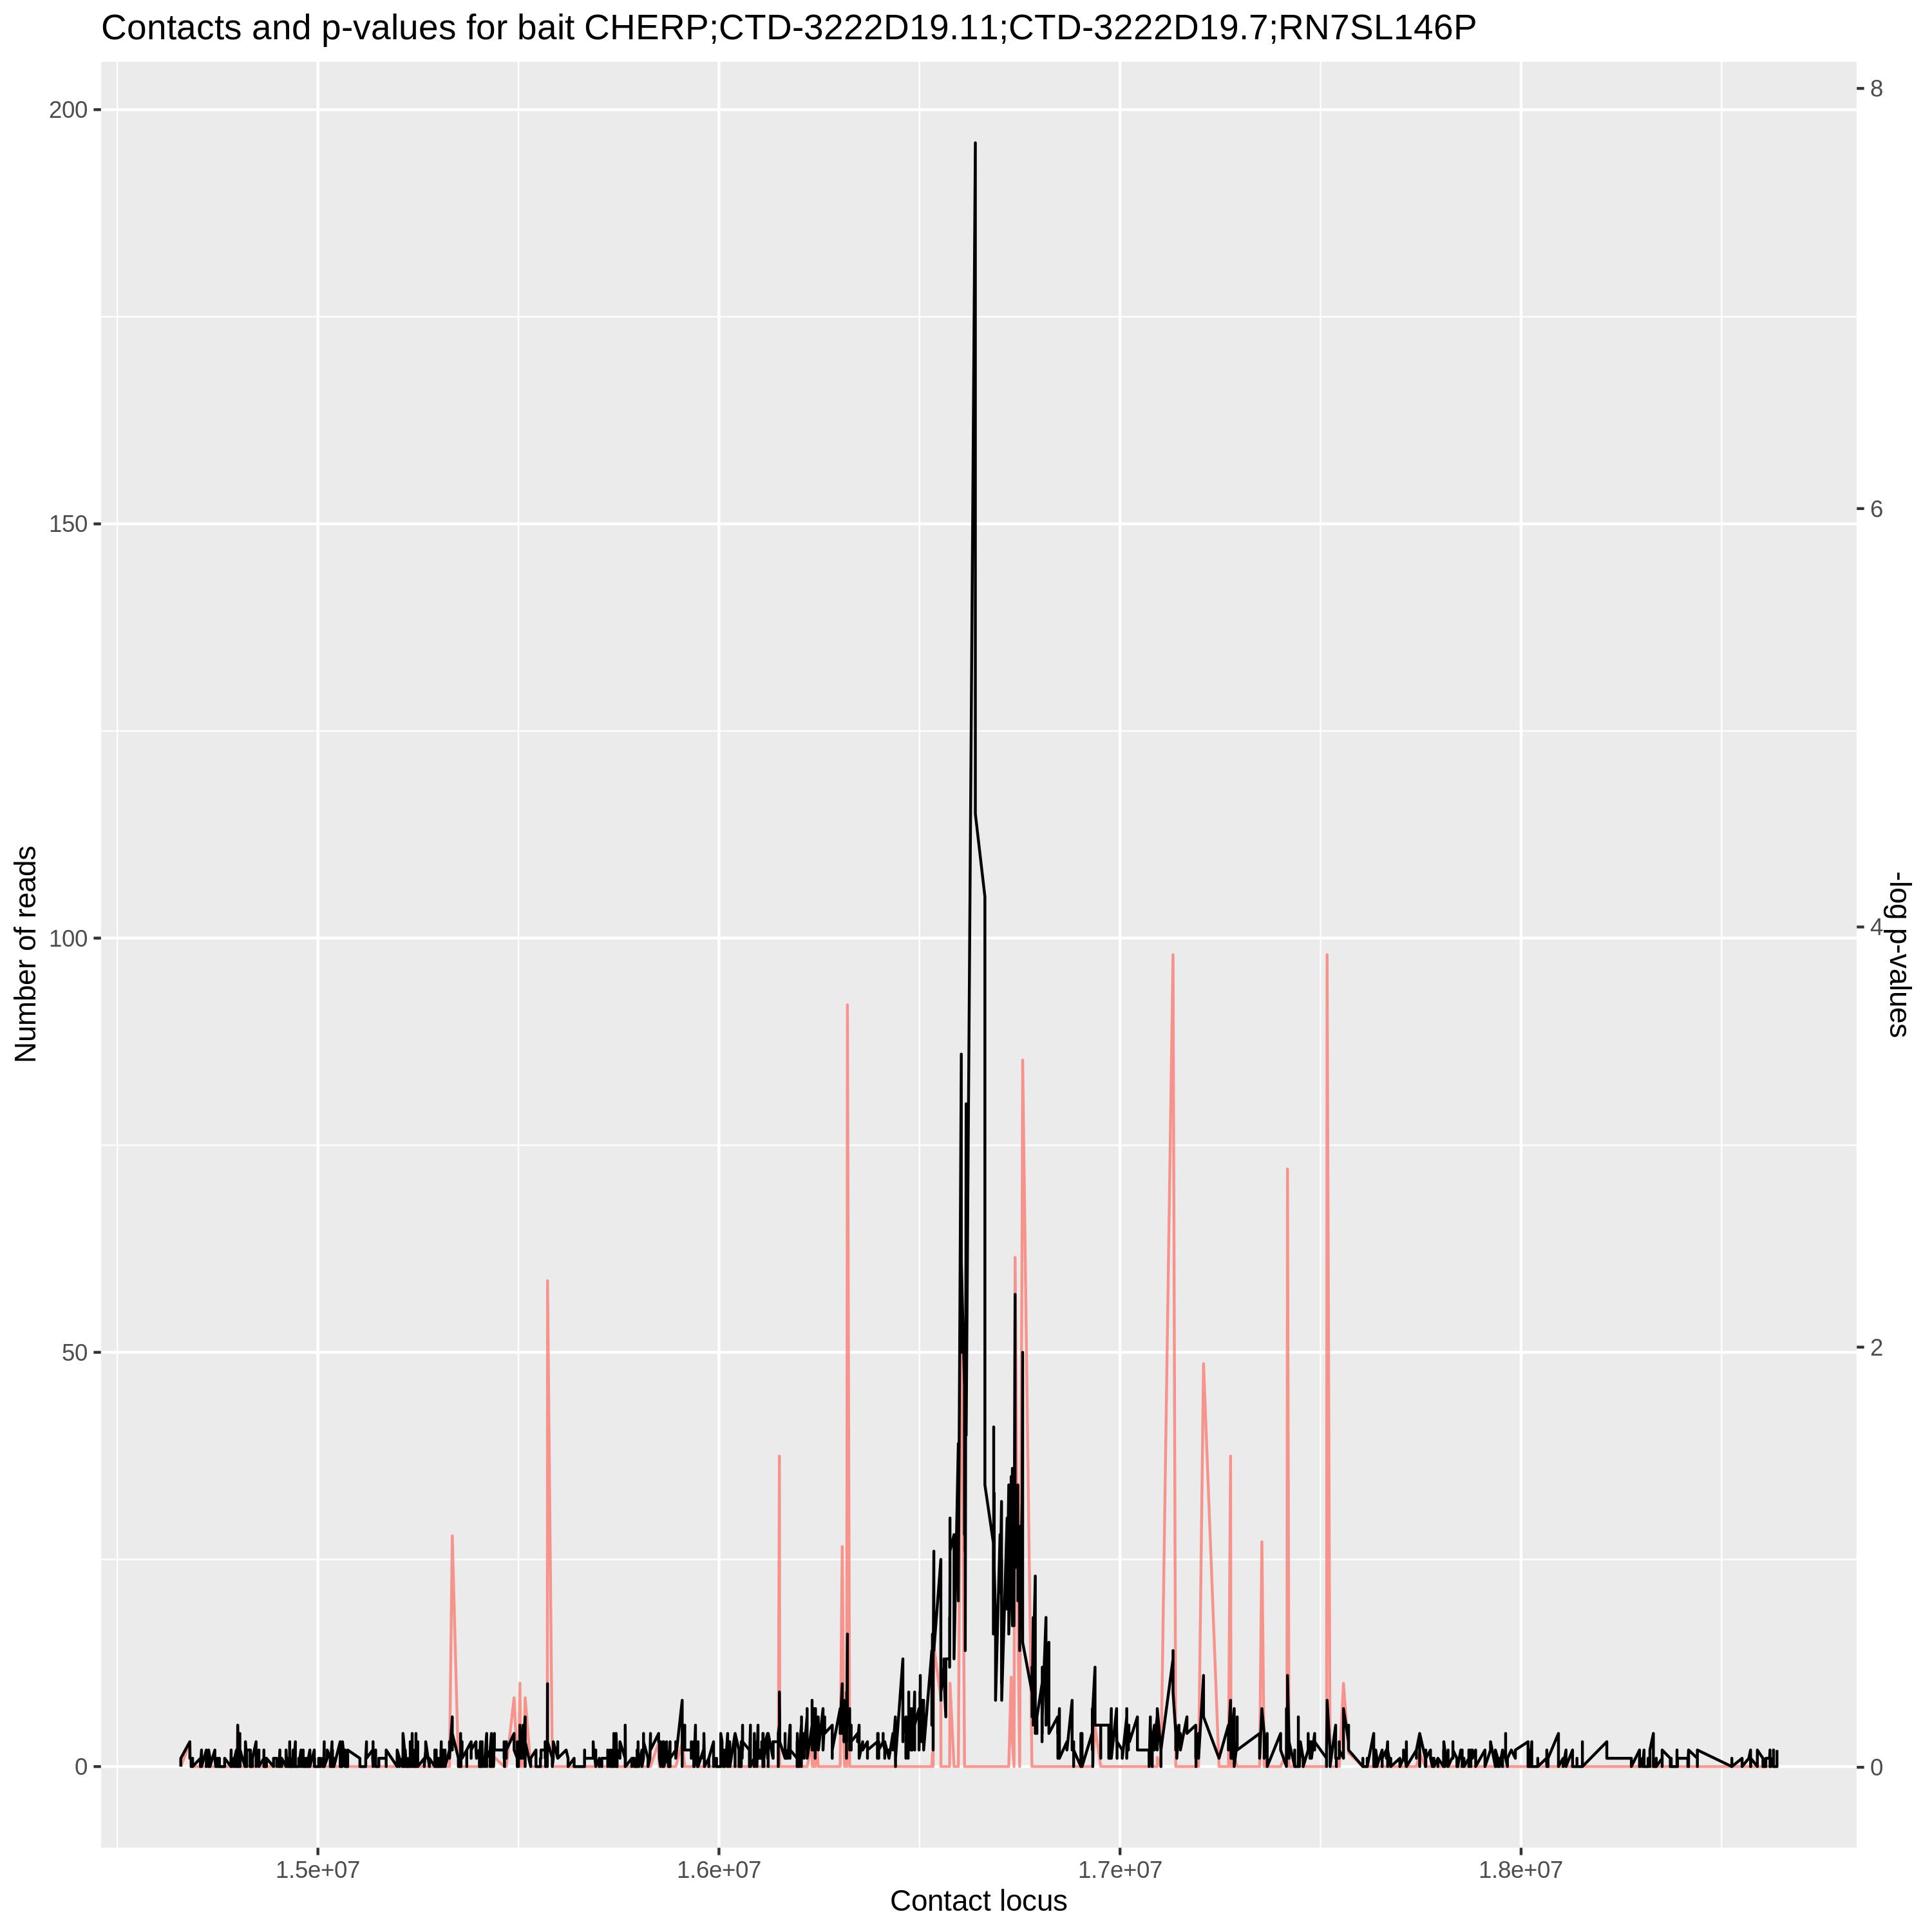 Contacts and p-values for bait CHERP;CTD-3222D19.11;CTD-3222D19.7;RN7SL146P
200
150
100
50
0
Number of reads
8
6
4
2
0
-log p-values
1.5e+07
1.6e+07
1.7e+07
1.8e+07
Contact locus